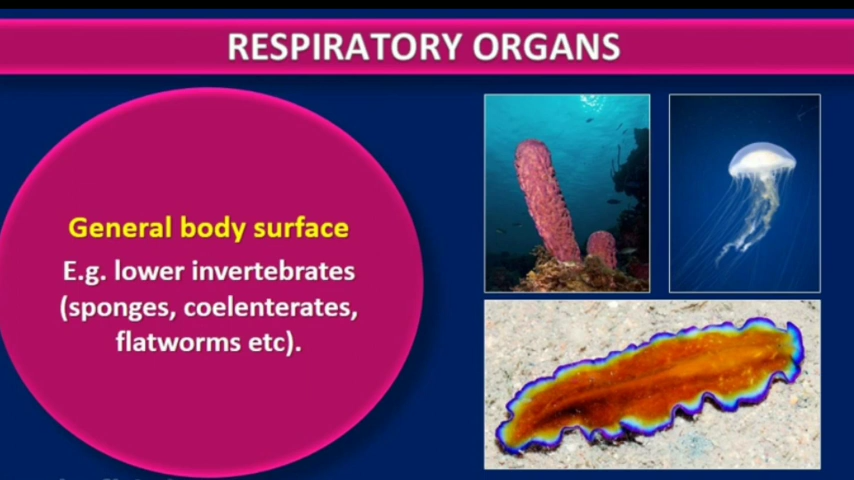 RESPIRATORY ORGANS
General body surface
E.g. lower invertebrates
(sponges, coelenterates,
flatworms etc).